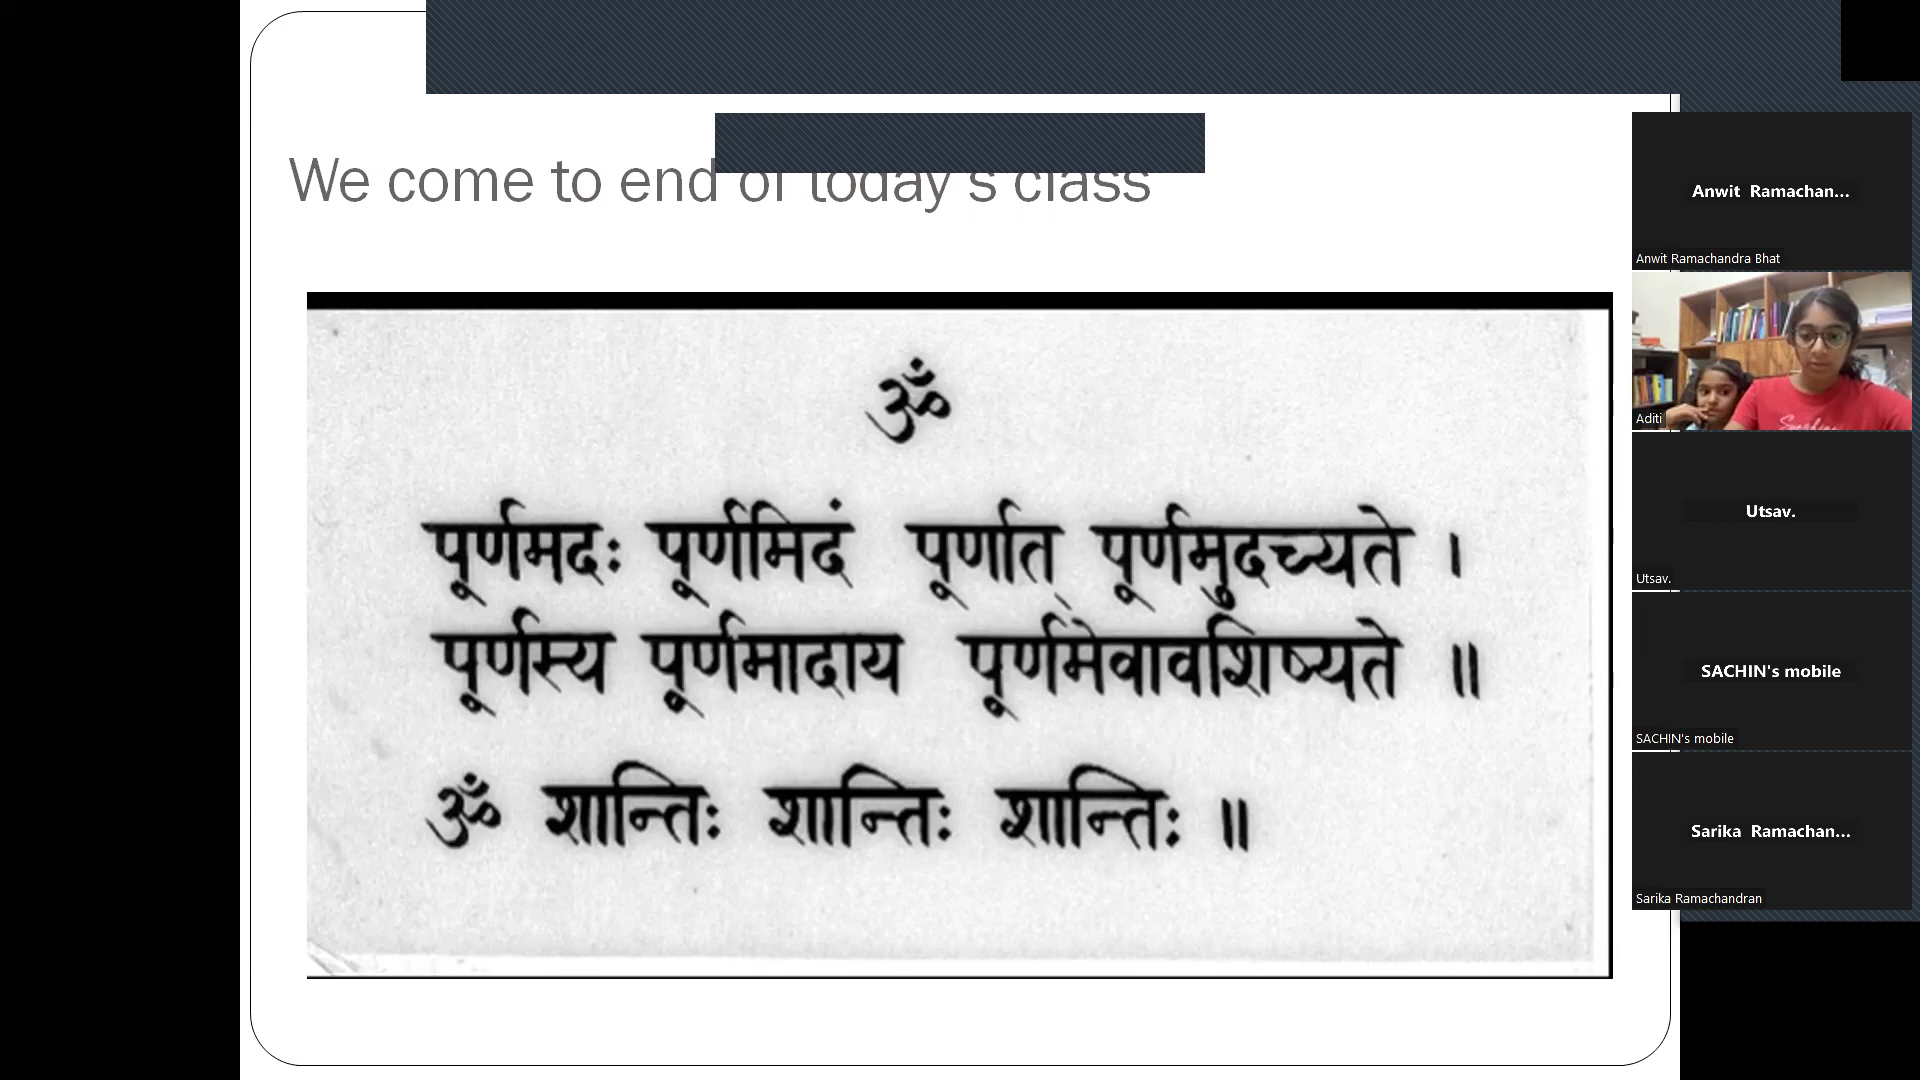 We come to end of today's class
ॐ
पूर्णमदः पूर्णमिदं पूर्णात् पूर्णमुदच्यते ।
पूर्णस्य पूर्णमादाय पूर्णमेवावशिष्यते ॥
ॐ शान्तिः शान्तिः शान्तिः ॥
Anwit Ramachan...
Anwit Ramachandra Bhat
Aditi
Utsav.
Utsav.
SACHIN's mobile
SACHIN's mobile
Sarika Ramachan...
Sarika Ramachandran